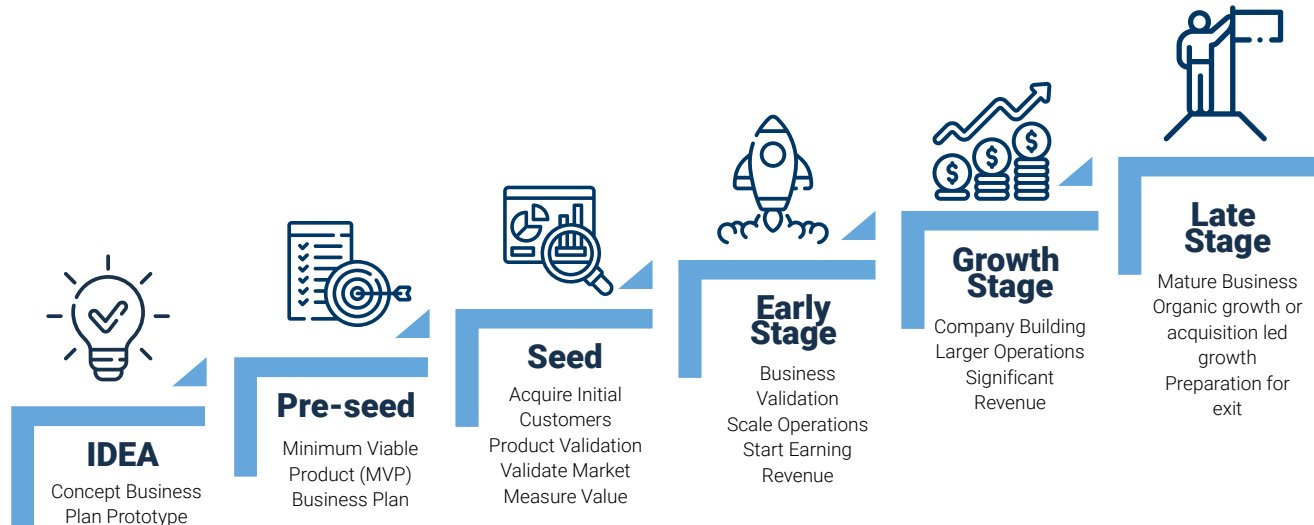 IDEA
Concept Business
Plan Prototype
Pre-seed
Minimum Viable
Product (MVP)
Business Plan
Seed
Acquire Initial
Customers
Product Validation
Validate Market
Measure Value
Early
Stage
Business
Validation
Scale Operations
Start Earning
Revenue
$
$
$
Growth
Stage
Company Building
Larger Operations
Significant
Revenue
Late
Stage
Mature Business
Organic growth or
acquisition led
growth
Preparation for
exit